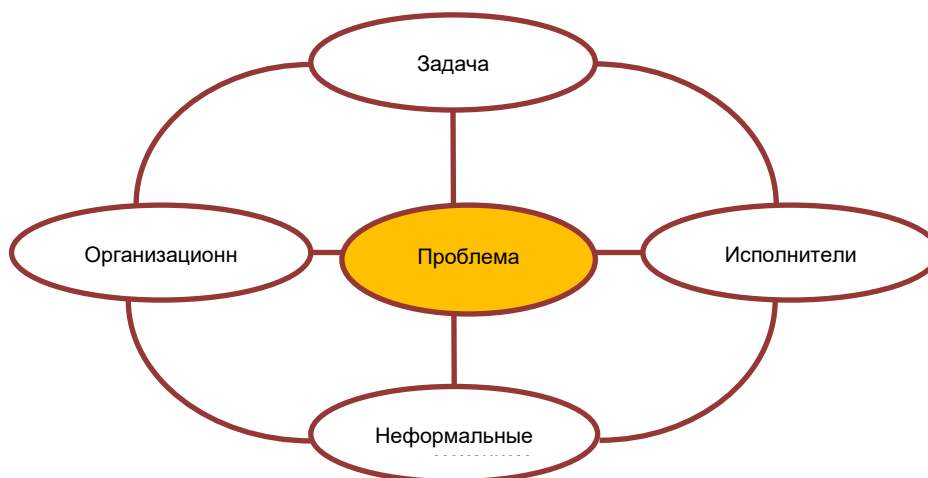 Задача
Организационн
Проблема
Исполнители
Неформальные